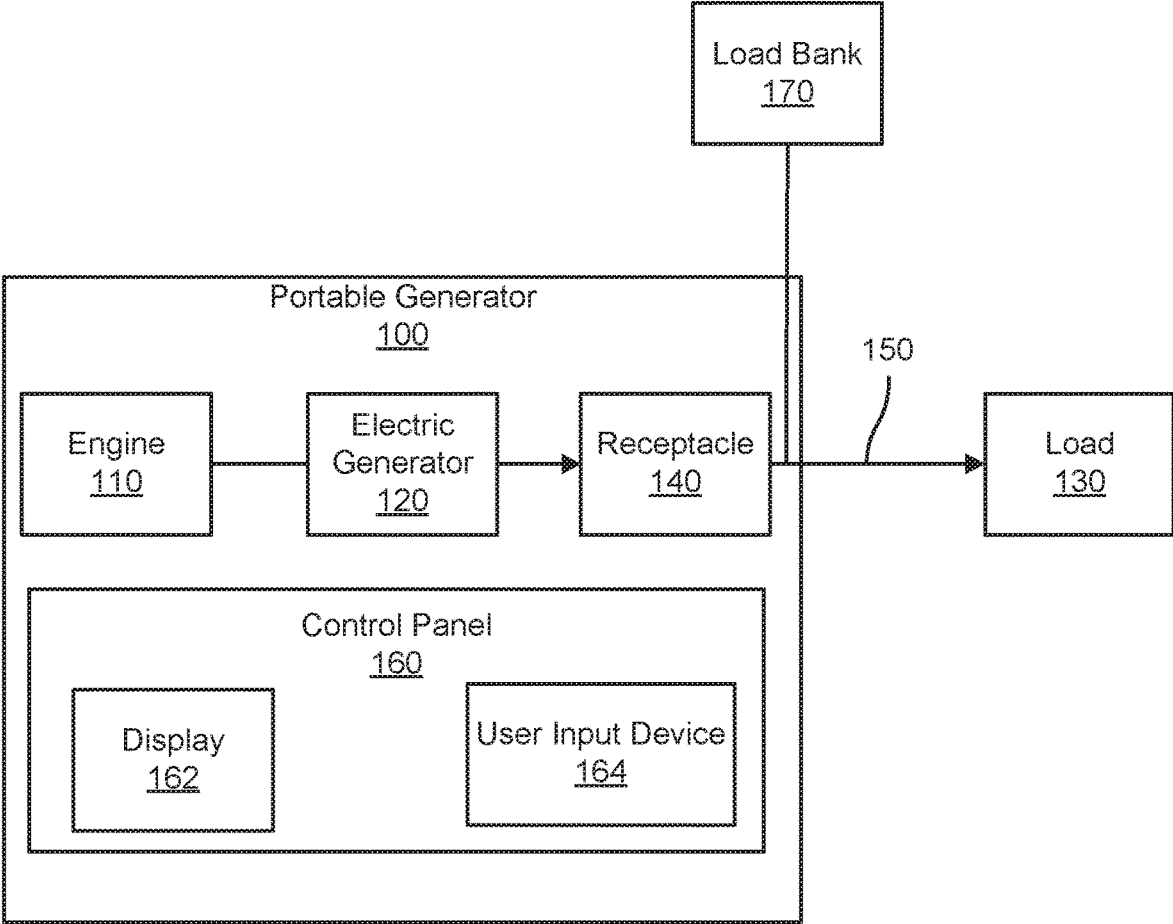 Load Bank
170
Portable Generator
100
150
Engine
110
Electric
Generator
120
Receptacle
140
Load
130
Control Panel
160
Display
162
User Input Device
164